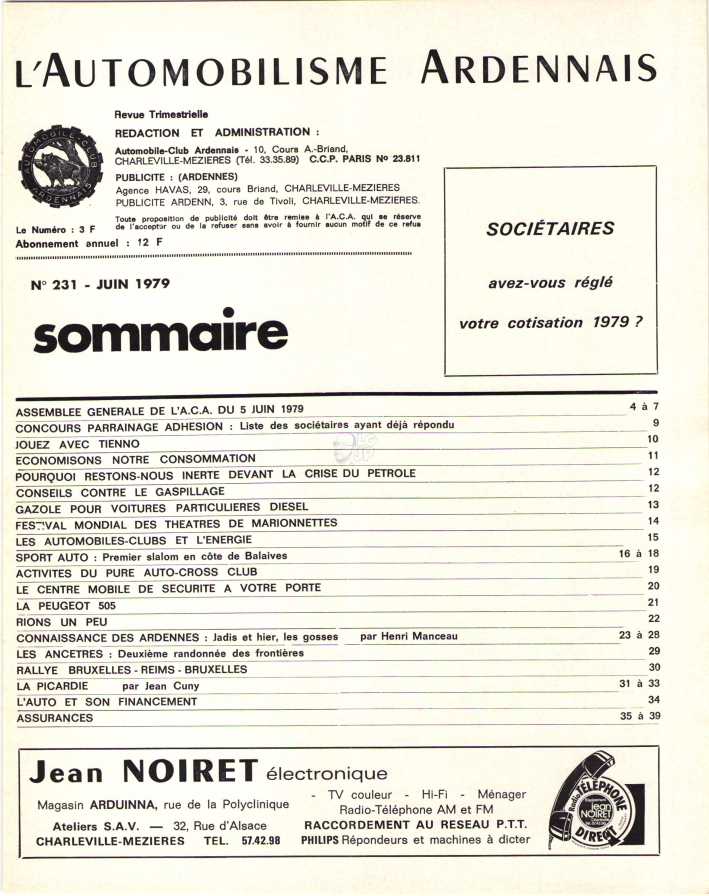 L'AUTOMOBILISME ARDENNAIS
Revue Trimestrielle
REDACTION ET ADMINISTRATION :
Automobile-Club Ardennais - 10, Cours A.-Briand,
CHARLEVILLE-MEZIERES (Tél. 33.35.89) C.C.P. PARIS No 23.811
PUBLICITE : (ARDENNES)
Agence HAVAS, 29, cours Briand, CHARLEVILLE-MEZIERES
PUBLICITE ARDENN, 3, rue de Tivoli, CHARLEVILLE-MEZIERES.
Toute proposition de publicité doit être remise à l'A.C.A. qui se réserve
de l'accepter ou de la refuser sans avoir à fournir aucun motif de ce refus
AUTOMOBILE-CLUB
ARDENNAIS
Le Numéro : 3 F
Abonnement annuel : 12 F
N° 231 - JUIN 1979
sommaire
SOCIÉTAIRES
avez-vous réglé
votre cotisation 1979 ?
ASSEMBLEE GENERALE DE L'A.C.A. DU 5 JUIN 1979 4 à 7
CONCOURS PARRAINAGE ADHESION : Liste des sociétaires ayant déjà répondu 9
JOUEZ AVEC TIENNO 10
ECONOMISONS NOTRE CONSOMMATION 11
POURQUOI RESTONS-NOUS INERTE DEVANT LA CRISE DU PETROLE 12
CONSEILS CONTRE LE GASPILLAGE 12
GAZOLE POUR VOITURES PARTICULIERES DIESEL 13
FESTIVAL MONDIAL DES THEATRES DE MARIONNETTES 14
LES AUTOMOBILES-CLUBS ET L'ENERGIE 15
SPORT AUTO : Premier slalom en côte de Balaives 16 à 18
ACTIVITES DU PURE AUTO-CROSS CLUB 19
LE CENTRE MOBILE DE SECURITE A VOTRE PORTE 20
LA PEUGEOT 505 21
RIONS UN PEU 22
CONNAISSANCE DES ARDENNES : Jadis et hier, les gosses par Henri Manceau 23 à 28
LES ANCETRES : Deuxième randonnée des frontières 29
RALLYE BRUXELLES - REIMS - BRUXELLES 30
LA PICARDIE par Jean Cuny 31 à 33
L'AUTO ET SON FINANCEMENT 34
ASSURANCES 35 à 39
LG
JP
Jean NOIRET électronique
Magasin ARDUINNA, rue de la Polyclinique
Ateliers S.A.V. — 32, Rue d'Alsace
CHARLEVILLE-MEZIERES TEL. 57.42.98
- TV couleur - Hi-Fi - Ménager
Radio-Téléphone AM et FM
RACCORDEMENT AU RESEAU P.T.T.
PHILIPS Répondeurs et machines à dicter
Radio TÉLÉPHONE
jean
NOIRET
DIRECT